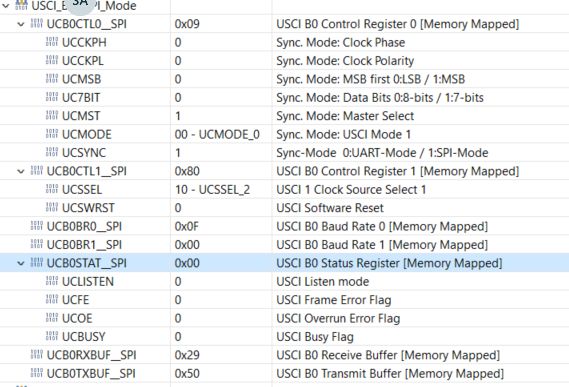 SA
UCB0CTL0__SPI 0x09 USCI B0 Control Register 0 [Memory Mapped]
UCCKPH 0 Sync. Mode: Clock Phase
UCCKPL 0 Sync. Mode: Clock Polarity
UCMSB 0 Sync. Mode: MSB first 0:LSB / 1:MSB
UC7BIT 0 Sync. Mode: Data Bits 0:8-bits / 1:7-bits
UCMST 1 Sync. Mode: Master Select
UCMODE 00 - UCMODE_0 Sync. Mode: USCI Mode 1
UCSYNC 1 Sync-Mode 0:UART-Mode / 1:SPI-Mode
UCB0CTL1__SPI 0x80 USCI B0 Control Register 1 [Memory Mapped]
UCSSEL 10 - UCSSEL_2 USCI 1 Clock Source Select 1
UCSWRST 0 USCI Software Reset
UCB0BR0__SPI 0x0F USCI B0 Baud Rate 0 [Memory Mapped]
UCB0BR1__SPI 0x00 USCI B0 Baud Rate 1 [Memory Mapped]
UCB0STAT__SPI 0x00 USCI B0 Status Register [Memory Mapped]
UCLISTEN 0 USCI Listen mode
UCFE 0 USCI Frame Error Flag
UCOE 0 USCI Overrun Error Flag
UCBUSY 0 USCI Busy Flag
UCB0RXBUF__SPI 0x29 USCI B0 Receive Buffer [Memory Mapped]
UCB0TXBUF__SPI 0x50 USCI B0 Transmit Buffer [Memory Mapped]